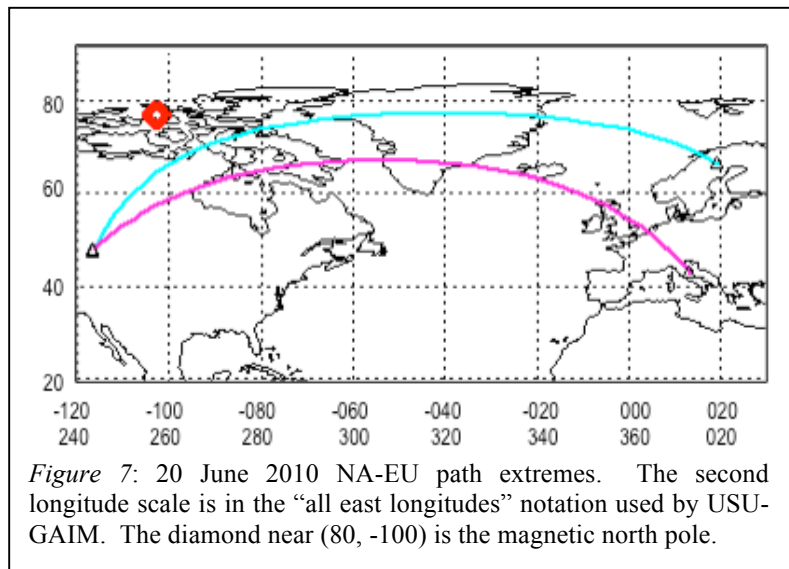 80
60
40
20
-120 -100 -080 -060 -040 -020 000 020
240 260 280 300 320 340 360 020
Figure 7: 20 June 2010 NA-EU path extremes. The second
longitude scale is in the “all east longitudes” notation used by USU-
GAIM. The diamond near (80, -100) is the magnetic north pole.